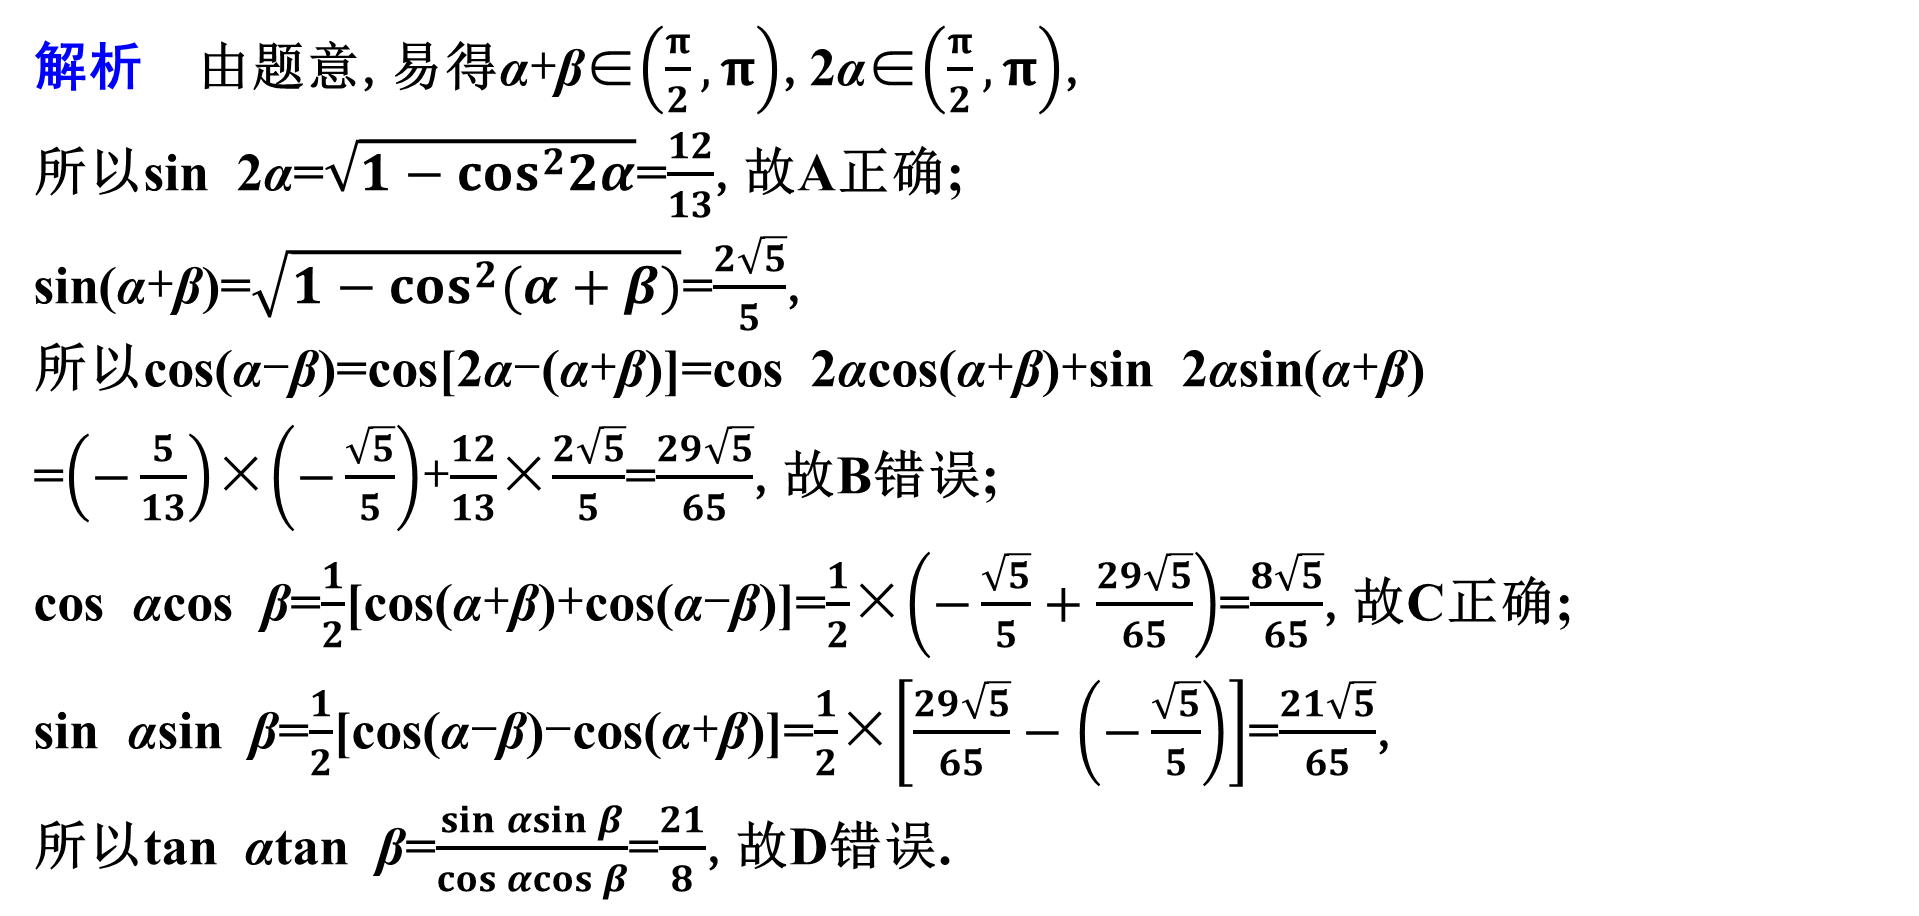 解析 由题意, 易得α+β∈(π/2, π), 2α∈(π/2, π),
所以sin 2α=√(1−cos²2α)=12/13, 故A正确;
sin(α+β)=√(1−cos²(α+β))=2√5/5,
所以cos(α−β)=cos[2α−(α+β)]=cos 2αcos(α+β)+sin 2αsin(α+β)
=(−5/13)×(−√5/5)+12/13×2√5/5=29√5/65, 故B错误;
cos αcos β=1/2[cos(α+β)+cos(α−β)]=1/2×(−√5/5+29√5/65)=8√5/65, 故C正确;
sin αsin β=1/2[cos(α−β)−cos(α+β)]=1/2×[29√5/65−(−√5/5)]=21√5/65,
所以tan αtan β=sin αsin β/cos αcos β=21/8, 故D错误.